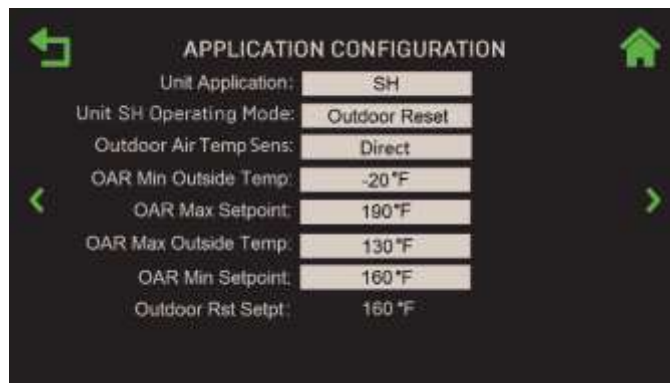 APPLICATION CONFIGURATION
Unit Application: SH
Unit SH Operating Mode: Outdoor Reset
Outdoor Air Temp Sens: Direct
OAR Min Outside Temp: -20°F
OAR Max Setpoint: 190°F
OAR Max Outside Temp: 130°F
OAR Min Setpoint: 160°F
Outdoor Rst Setpt: 160°F